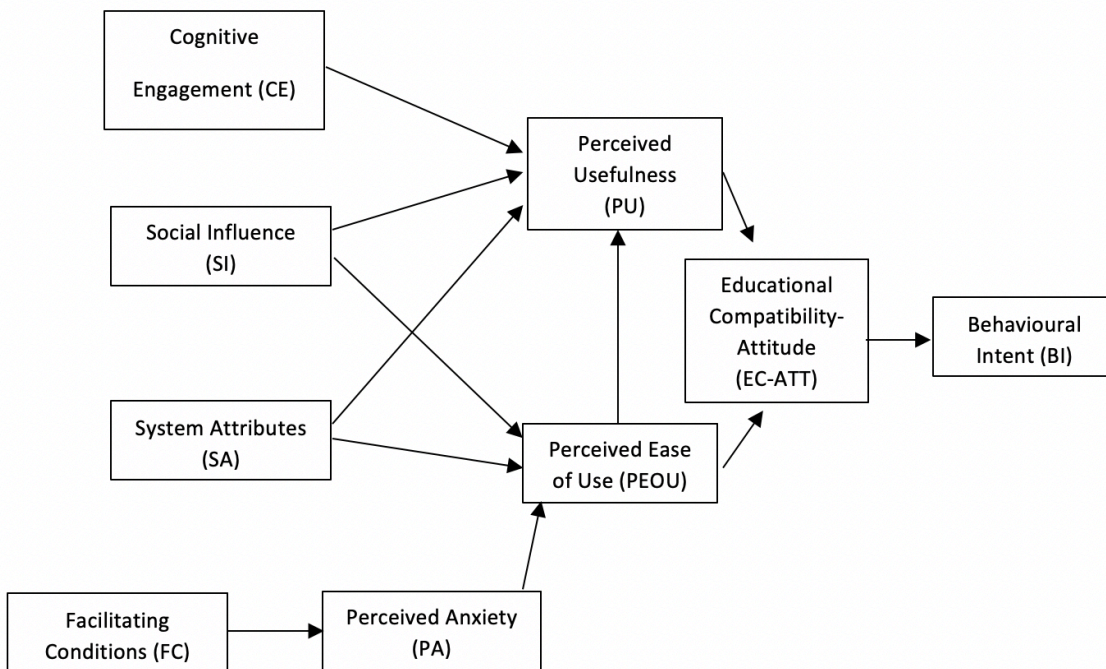 Cognitive
Engagement (CE)
Perceived
Usefulness
(PU)
Social Influence
(SI)
Educational
Compatibility-
Attitude
(EC-ATT)
Behavioural
Intent (BI)
System Attributes
(SA)
Perceived Ease
of Use (PEOU)
Facilitating
Conditions (FC)
Perceived Anxiety
(PA)